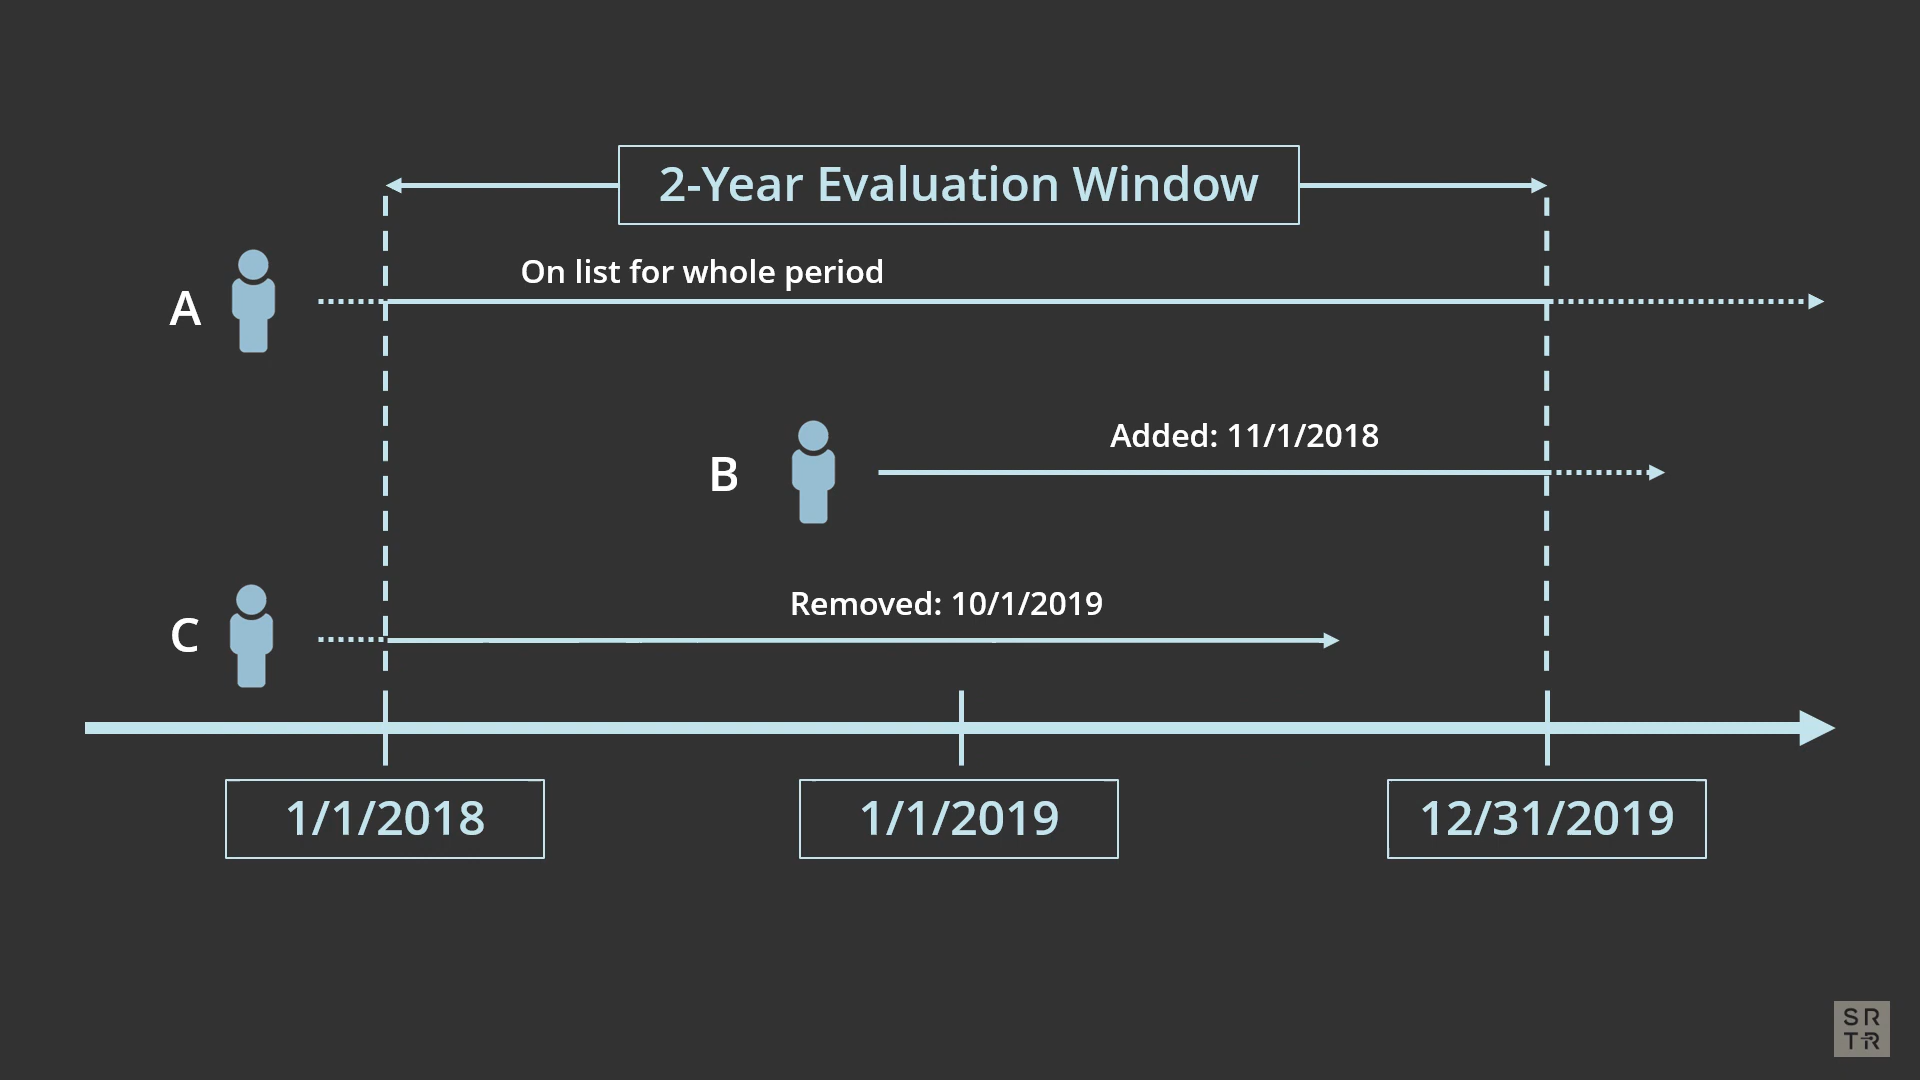 2-Year Evaluation Window
On list for whole period
A
Added: 11/1/2018
B
Removed: 10/1/2019
C
1/1/2018
1/1/2019
12/31/2019
SR
TR